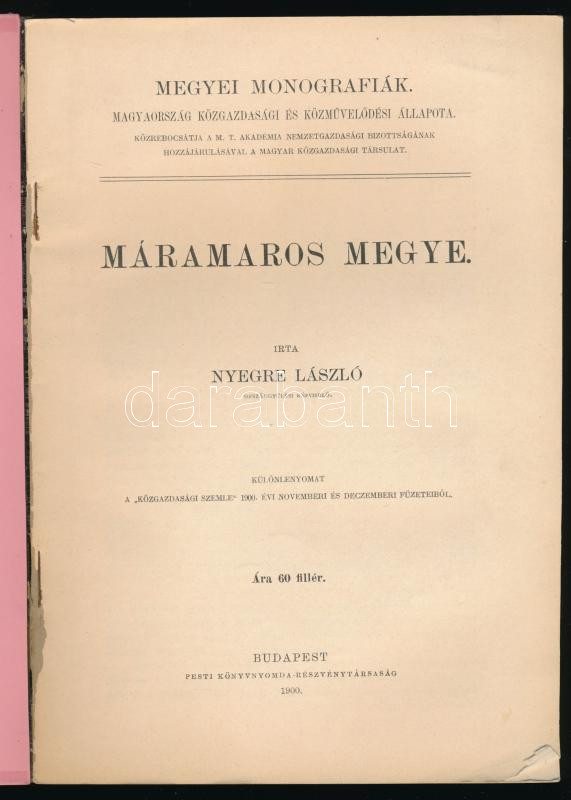 MEGYEI MONOGRAFIÁK.
MAGYARORSZÁG KÖZGAZDASÁGI ÉS KÖZMŰVELŐDÉSI ÁLLAPOTA.
KÖZREBOCSÁTJA A M. T. AKADÉMIA NEMZETGAZDASÁGI BIZOTTSÁGÁNAK
HOZZÁJÁRULÁSÁVAL A MAGYAR KÖZGAZDASÁGI TÁRSULAT.
MÁRAMAROS MEGYE.
IRTA
NYEGRE LÁSZLÓ
darabanth
ORSZÁGGYŰLÉSI KÉPVISELŐ.
KÜLÖNLENYOMAT
A „KÖZGAZDASÁGI SZEMLE“ 1900. ÉVI NOVEMBERI ÉS DECZEMBERI FÜZETEIBŐL.
Ára 60 fillér.
BUDAPEST
PESTI KÖNYVNYOMDA-RÉSZVÉNYTÁRSASÁG
1900.